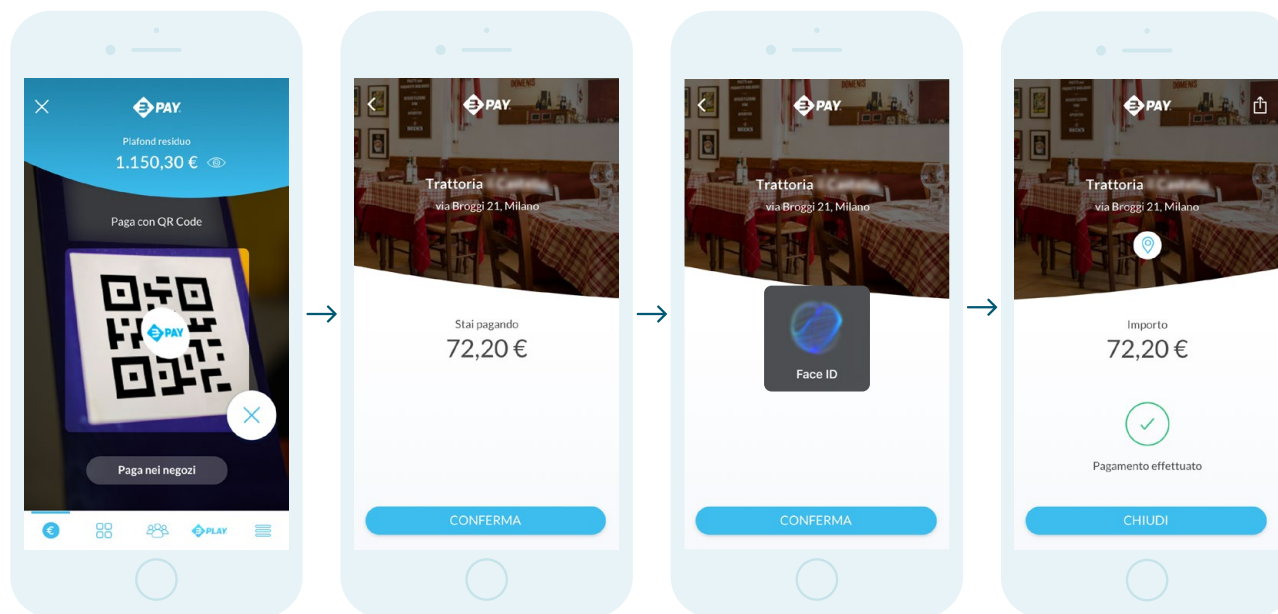 PAY
Plafond residuo
1.150,30 €
Paga con QR Code
PAY
Paga nei negozi
€
PLAY
PAY
Trattoria
via Broggi 21, Milano
Stai pagando
72,20 €
CONFERMA
PAY
Trattoria
via Broggi 21, Milano
Face ID
CONFERMA
PAY
Trattoria
via Broggi 21, Milano
Importo
72,20 €
Pagamento effettuato
CHIUDI